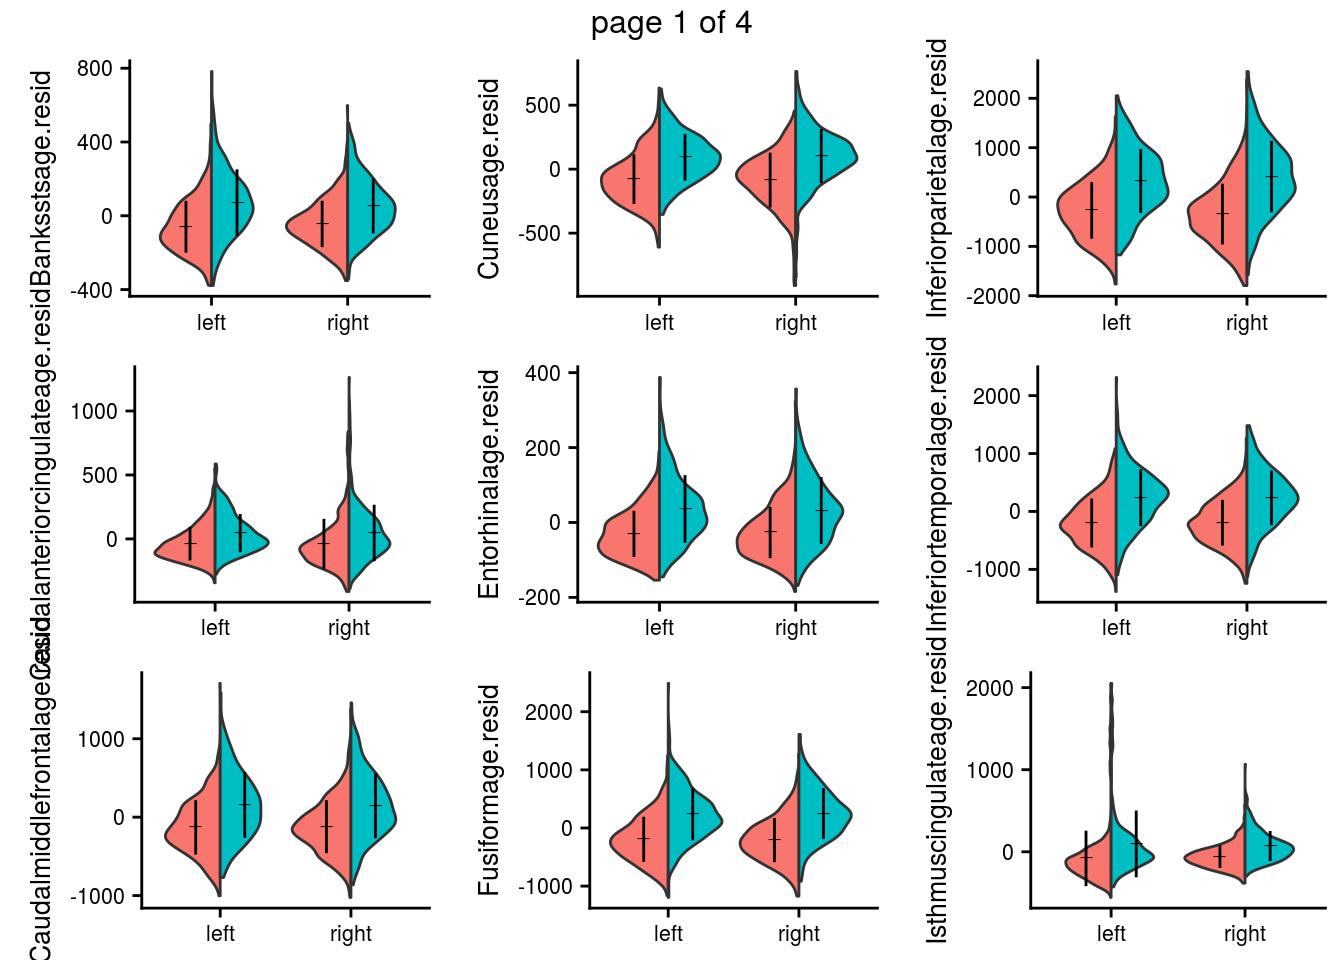 page 1 of 4
Banksstsage.resid
800
400
0
-400
left
right
Cuneusage.resid
500
0
-500
left
right
Inferiorparietalage.resid
2000
1000
0
-1000
-2000
left
right
Caudalanteriorcingulateage.resid
1000
500
0
left
right
Entorhinalage.resid
400
200
0
-200
left
right
Inferiortemporalage.resid
2000
1000
0
-1000
left
right
Caudalmiddlefrontalage.resid
1000
0
-1000
left
right
Fusiformage.resid
2000
1000
0
-1000
left
right
Isthmuscingulateage.resid
2000
1000
0
left
right